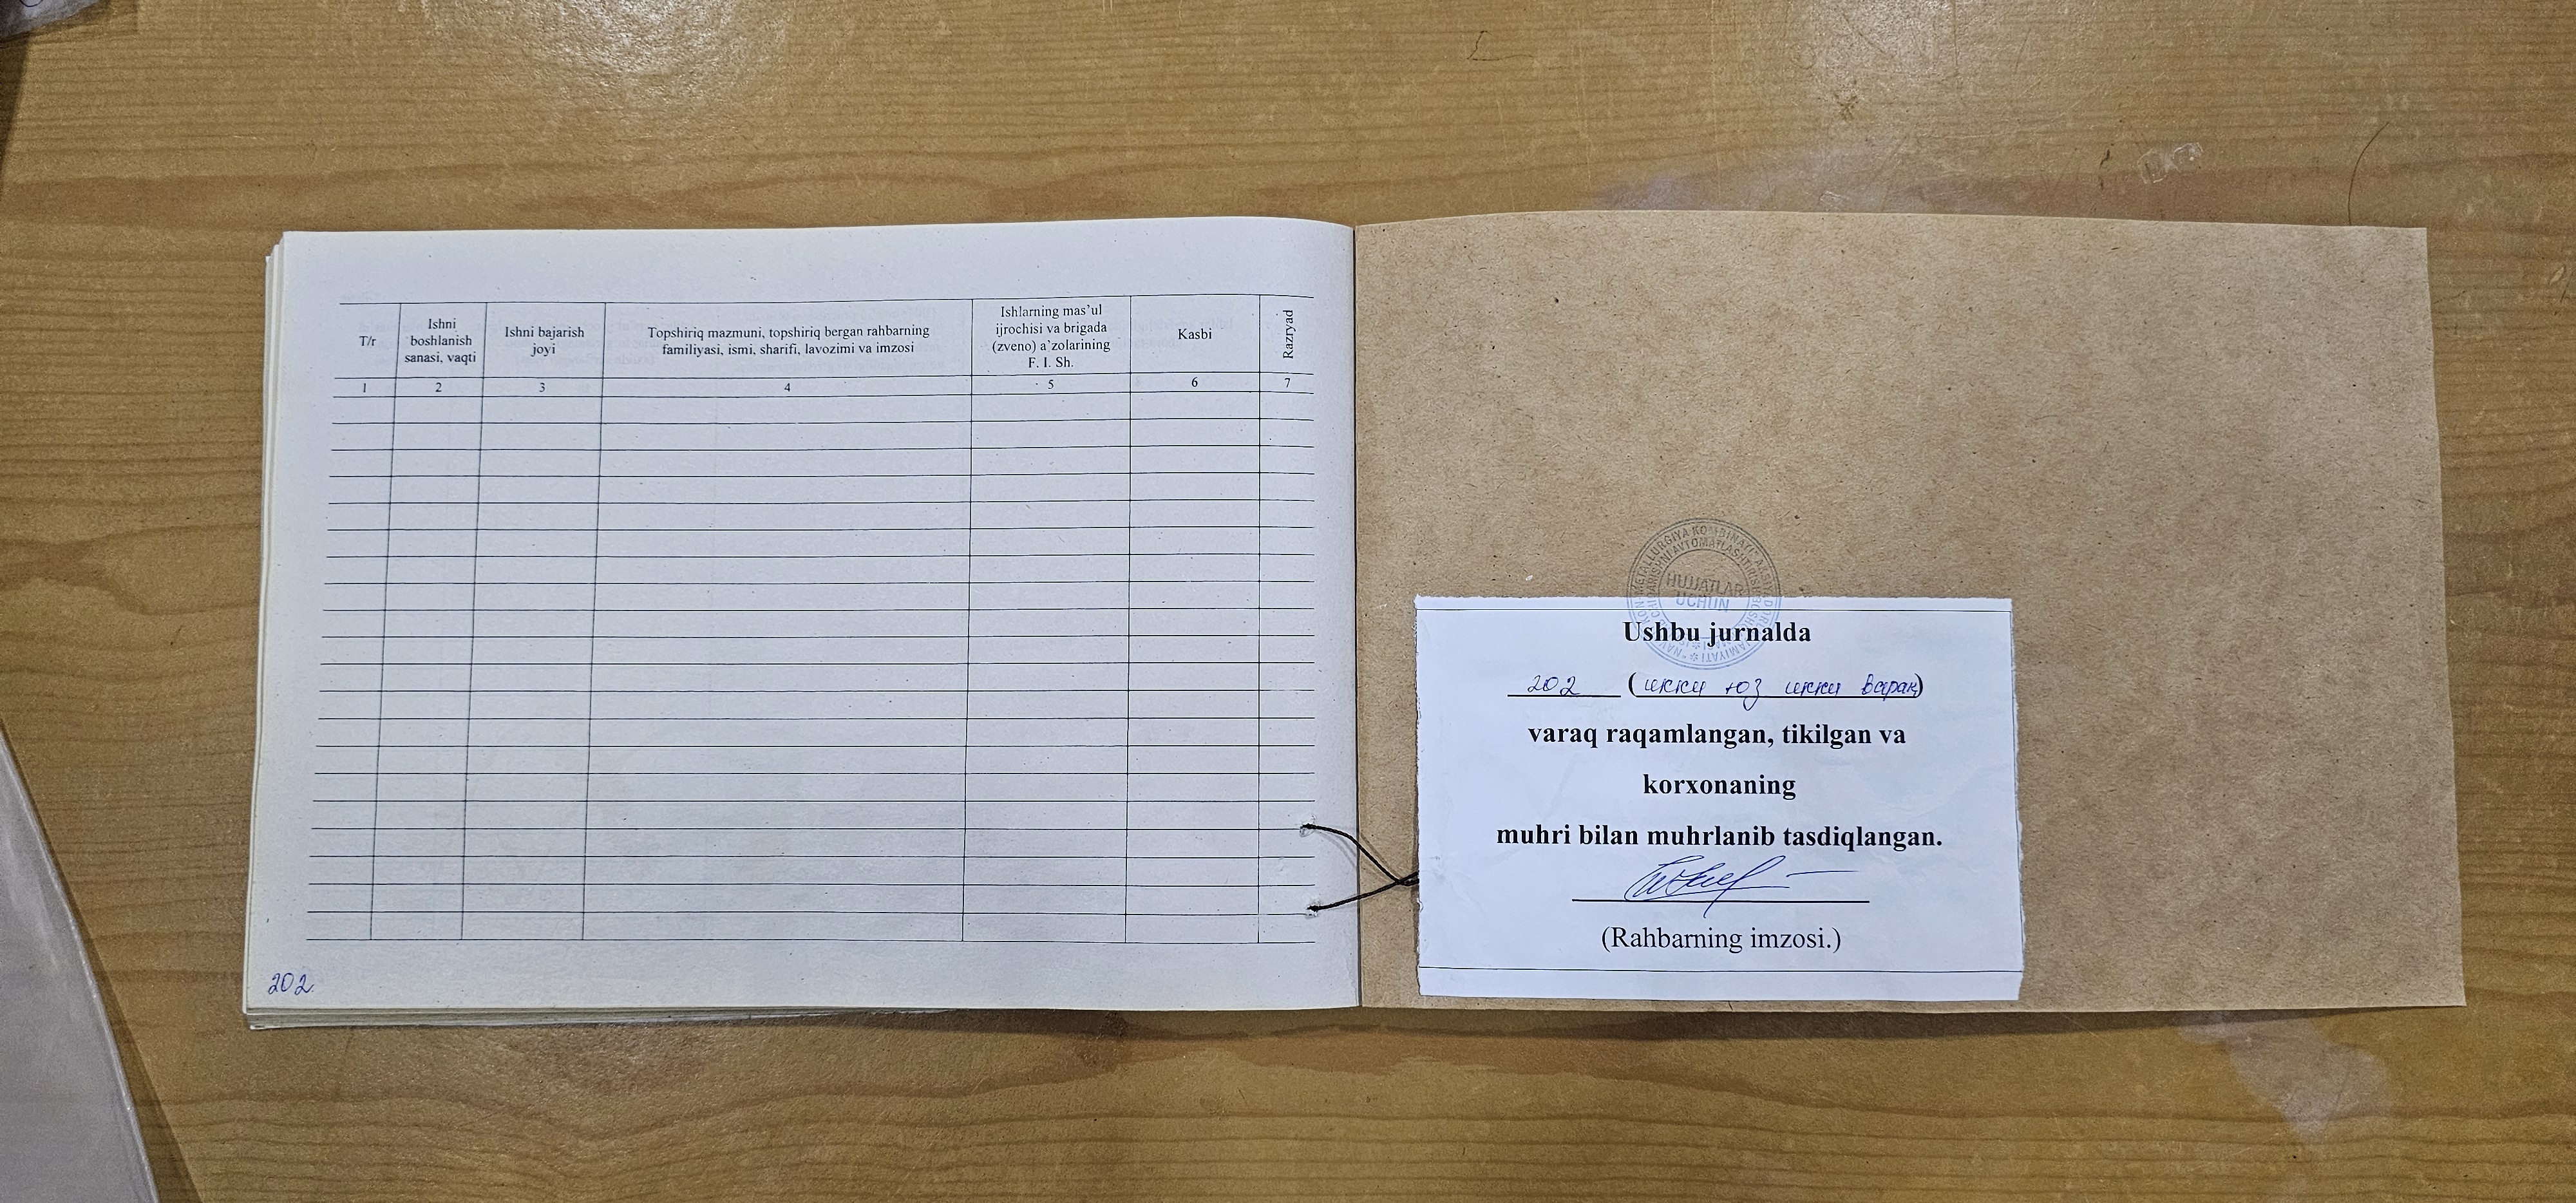 T/r
Ishni
boshlanish
sanasi, vaqti
Ishni bajarish
joyi
Topshiriq mazmuni, topshiriq bergan rahbarning
familiyasi, ismi, sharifi, lavozimi va imzosi
Ishlarning mas'ul
ijrochisi va brigada
(zveno) a'zolarining
F. I. Sh.
Kasbi
Razryad
1 2 3 4 5 6 7
202
Ushbu jurnalda
202 (икки юз икки варақ)
varaq raqamlangan, tikilgan va
korxonaning
muhri bilan muhrlanib tasdiqlangan.
(Rahbarning imzosi.)
HUJJATLAR
UCHUN